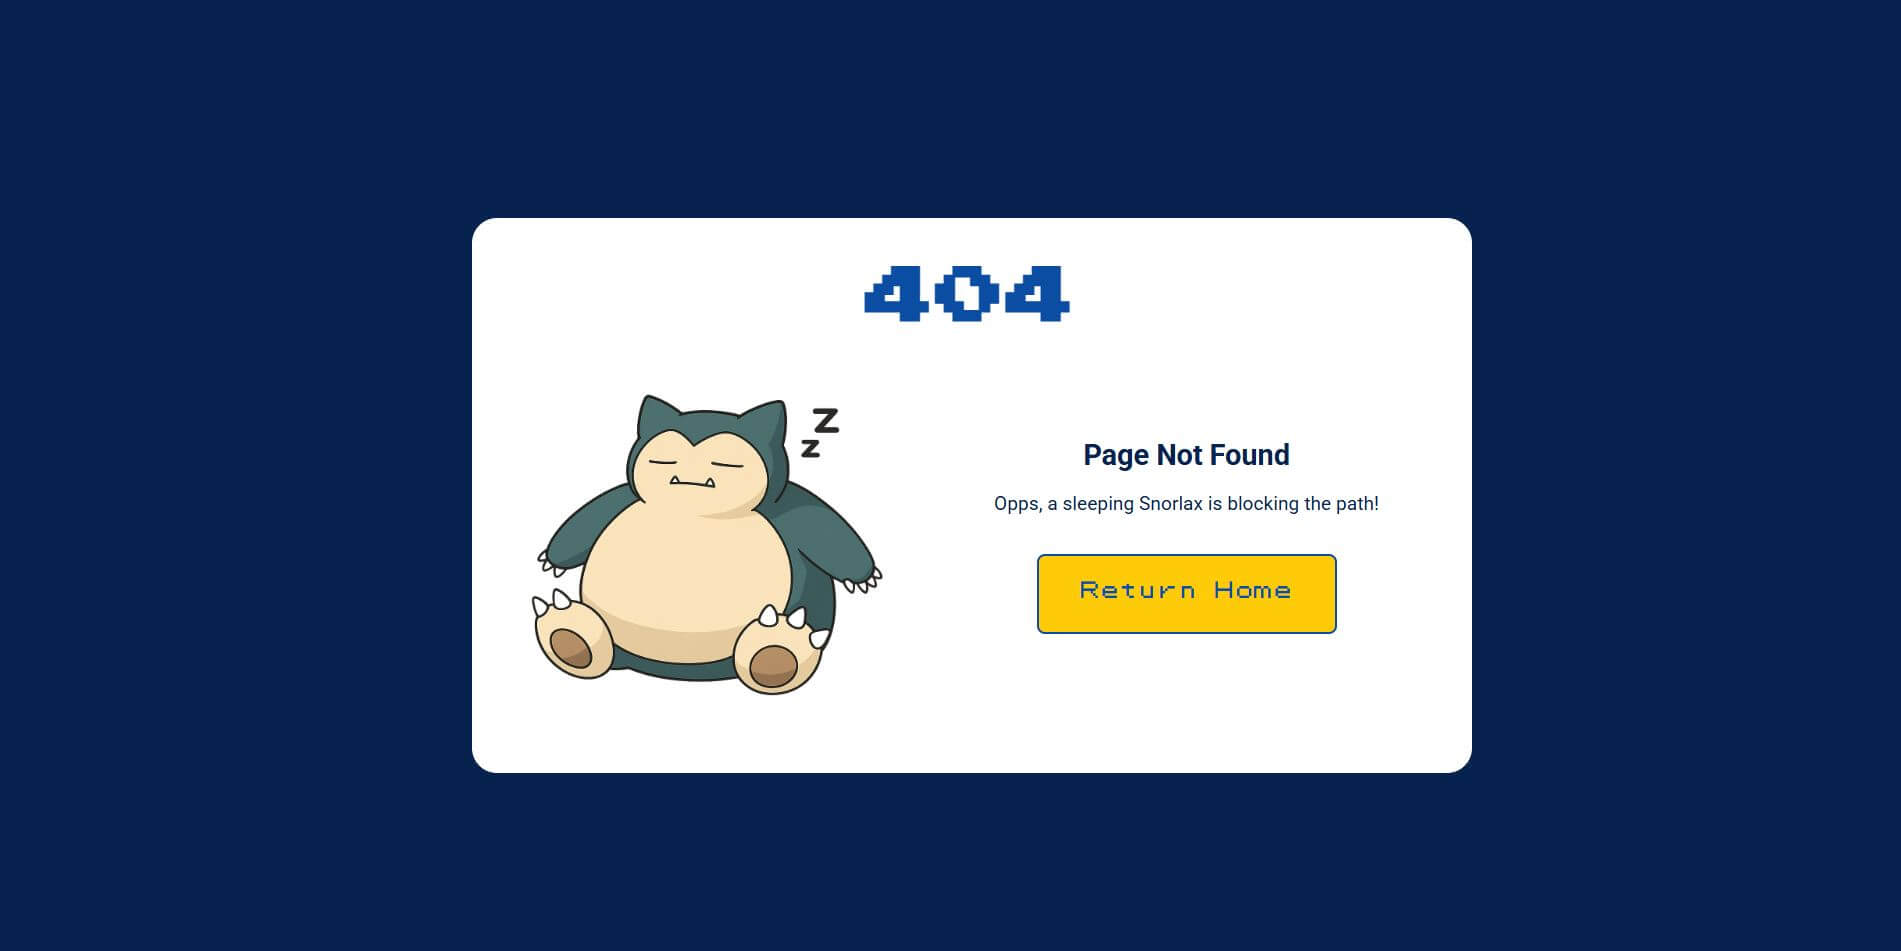 404
Z
z
Page Not Found
Opps, a sleeping Snorlax is blocking the path!
Return Home